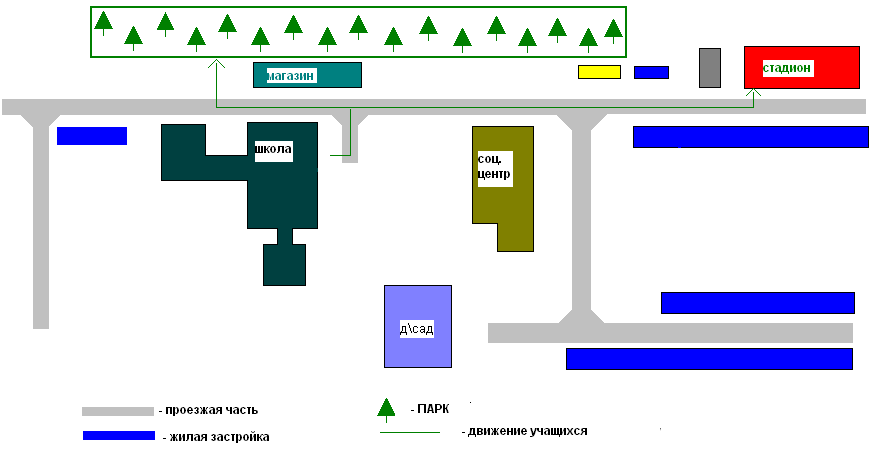 магазин
стадион
школа
соц.
центр
д\сад
- проезжая часть
- ПАРК
- жилая застройка
- движение учащихся